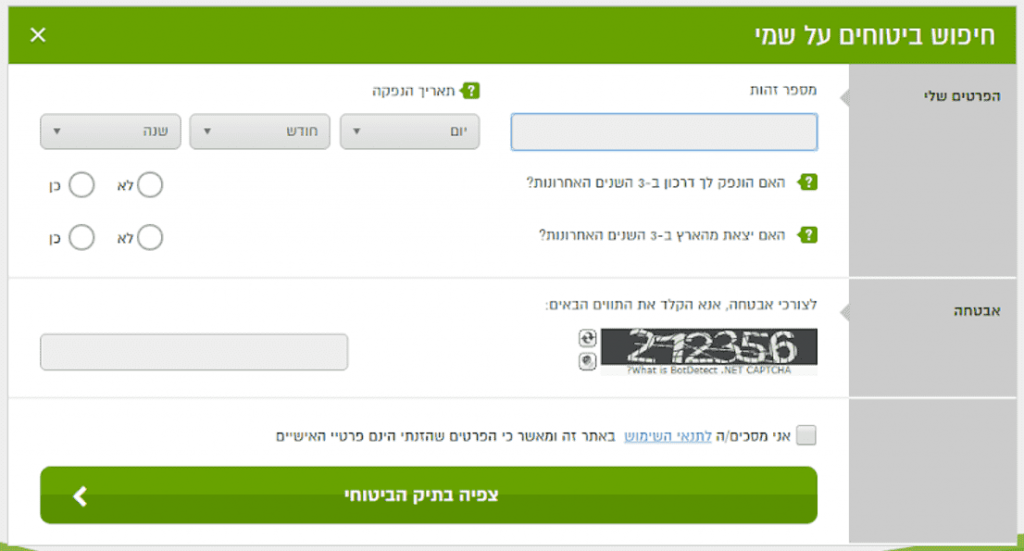 חיפוש ביטוחים על שמי
הפרטים שלי
מספר זהות
תאריך הנפקה
יום
חודש
שנה
האם הונפק לך דרכון ב-3 השנים האחרונות?
לא
כן
האם יצאת מהארץ ב-3 השנים האחרונות?
לא
כן
אבטחה
לצורכי אבטחה, אנא הקלד את התווים הבאים:
?What is BotDetect .NET CAPTCHA
אני מסכים/ה לתנאי השימוש באתר זה ומאשר כי הפרטים שהזנתי הינם פרטיי האישיים
צפיה בתיק הביטוחי